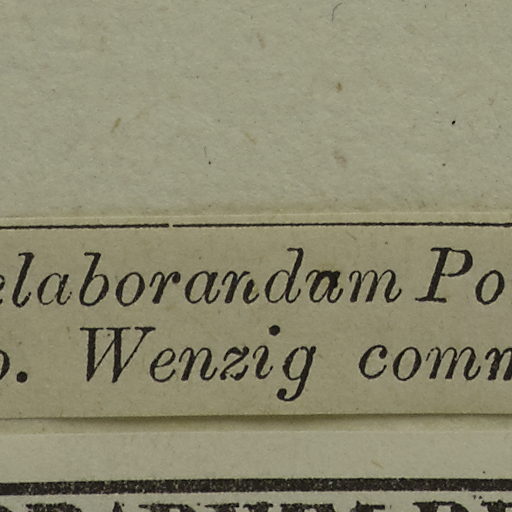 elaborandam Po
o. Wenzig comm